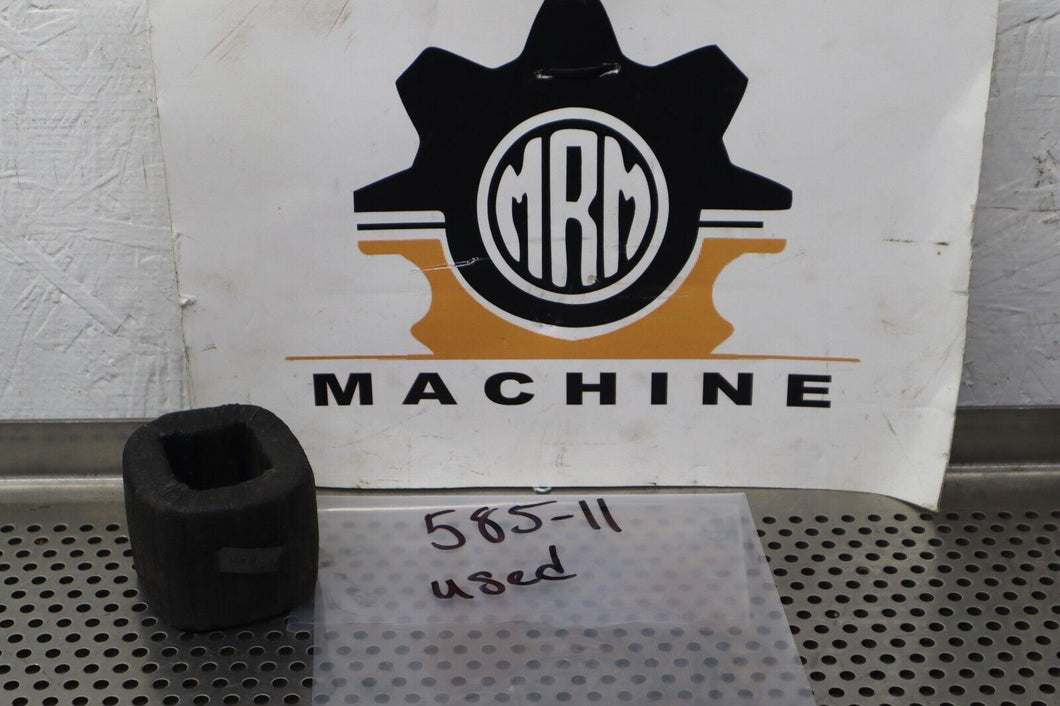 MRM
MACHINE
585-11
used